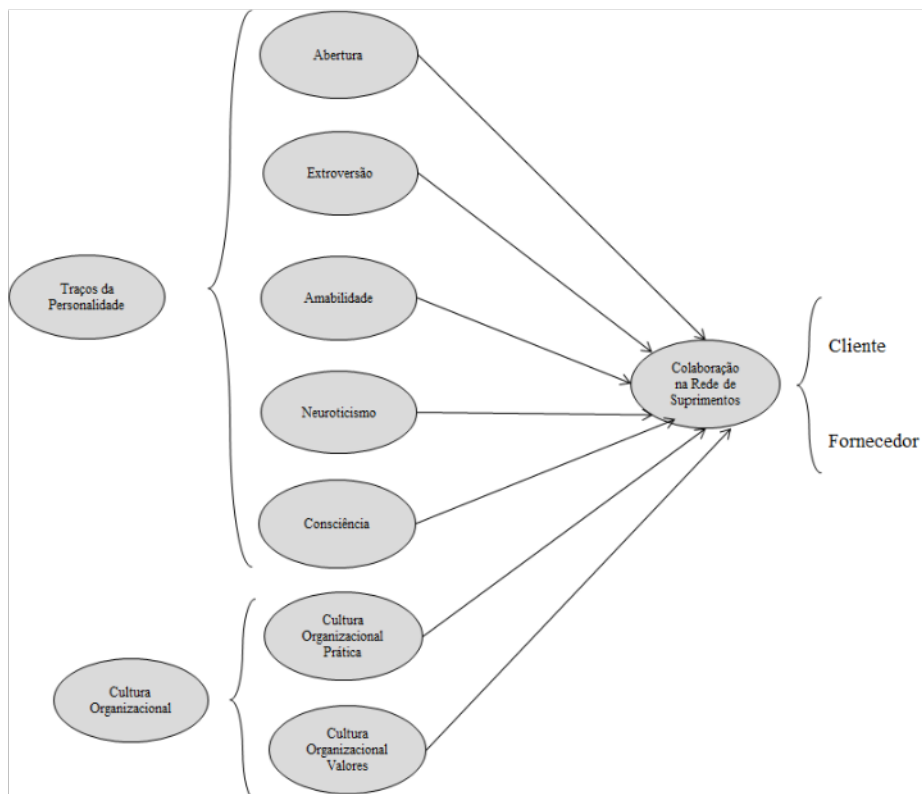 Abertura
Extroversão
Traços da
Personalidade
Amabilidade
Cliente
Colaboração
na Rede de
Suprimentos
Neuroticismo
Fornecedor
Consciência
Cultura
Organizacional
Prática
Cultura
Organizacional
Cultura
Organizacional
Valores